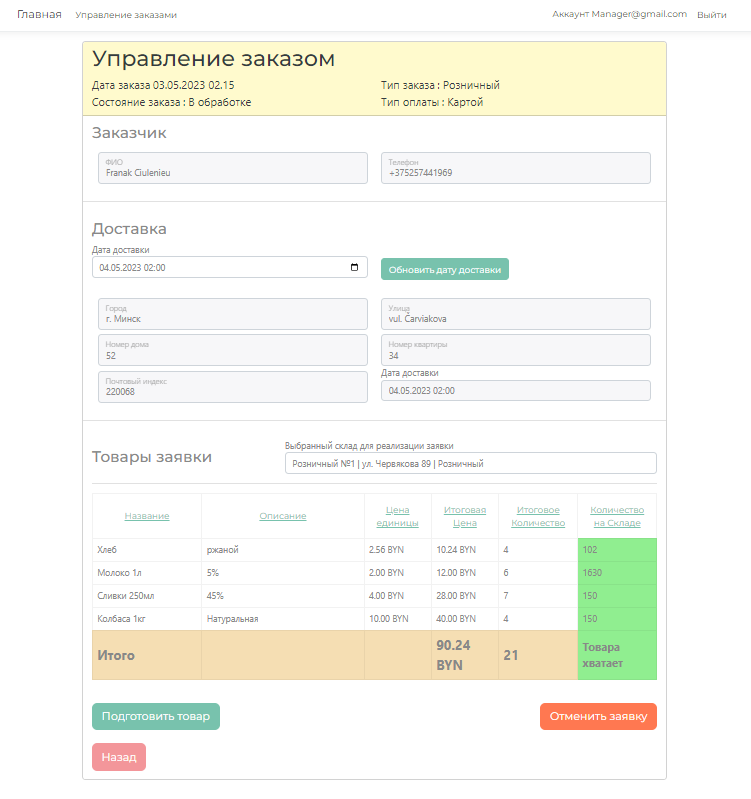 Главная Управление заказами Аккаунт Manager@gmail.com Выйти
Управление заказом
Дата заказа 03.05.2023 02.15 Тип заказа : Розничный
Состояние заказа : В обработке Тип оплаты : Картой
Заказчик
ФИО Телефон
Franak Ciulenieu +375257441969
Доставка
Дата доставки
04.05.2023 02:00 Обновить дату доставки
Город Улица
г. Минск vul. Čarviakova
Номер дома Номер квартиры
52 34
Почтовый индекс Дата доставки
220068 04.05.2023 02:00
Выбранный склад для реализации заявки
Товары заявки Розничный №1 | ул. Червякова 89 | Розничный
Название Описание Цена единицы Итоговая Цена Итоговое Количество Количество на Складе
Хлеб ржаной 2.56 BYN 10.24 BYN 4 102
Молоко 1л 5% 2.00 BYN 12.00 BYN 6 1630
Сливки 250мл 45% 4.00 BYN 28.00 BYN 7 150
Колбаса 1кг Натуральная 10.00 BYN 40.00 BYN 4 150
Итого 90.24 BYN 21 Товара хватает
Подготовить товар Отменить заявку
Назад